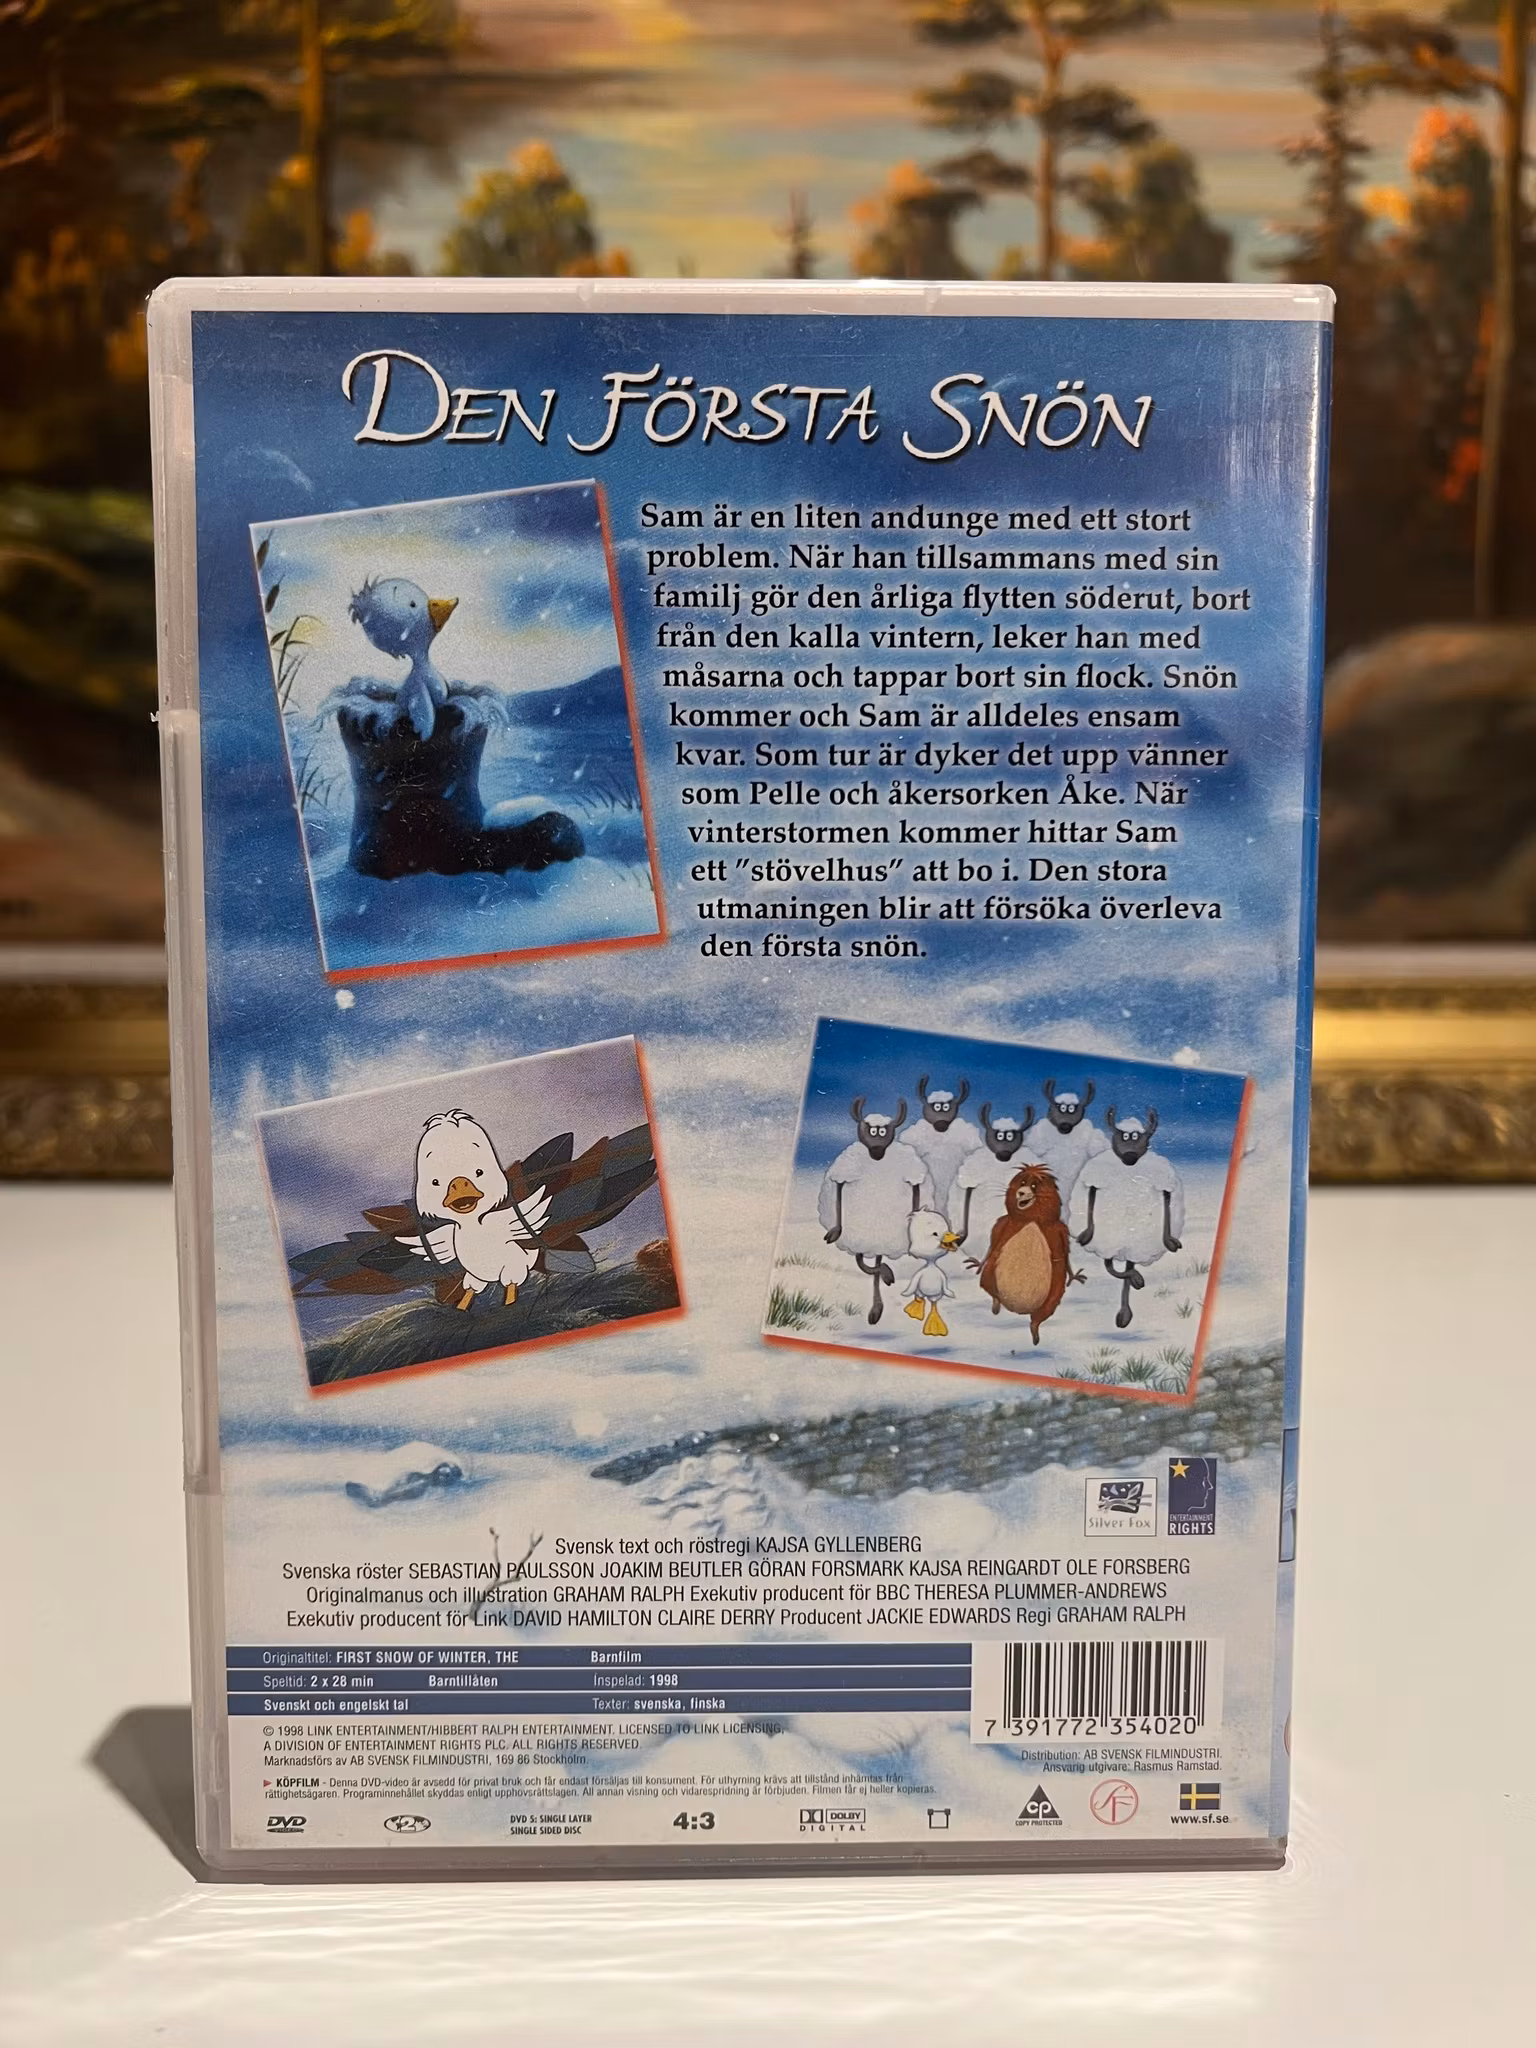 DEN FÖRSTA SNÖN
Sam är en liten andunge med ett stort
problem. När han tillsammans med sin
familj gör den årliga flytten söderut, bort
från den kalla vintern, leker han med
måsarna och tappar bort sin flock. Snön
kommer och Sam är alldeles ensam
kvar. Som tur är dyker det upp vänner
som Pelle och åkersorken Åke. När
vinterstormen kommer hittar Sam
ett ”stövelhus” att bo i. Den stora
utmaningen blir att försöka överleva
den första snön.
Silver Fox
ENTERTAINMENT
RIGHTS
Svensk text och röstregi KAJSA GYLLENBERG
Svenska röster SEBASTIAN PAULSSON JOAKIM BEUTLER GÖRAN FORSMARK KAJSA REINGARDT OLE FORSBERG
Originalmanus och illustration GRAHAM RALPH Exekutiv producent för BBC THERESA PLUMMER-ANDREWS
Exekutiv producent för Link DAVID HAMILTON CLAIRE DERRY Producent JACKIE EDWARDS Regi GRAHAM RALPH
Originaltitel: FIRST SNOW OF WINTER, THE Barnfilm
Speltid: 2 x 28 min Barntillåten Inspelad: 1998
Svenskt och engelskt tal Texter: svenska, finska
7 391772 354020
© 1998 LINK ENTERTAINMENT/HIBBERT RALPH ENTERTAINMENT. LICENSED TO LINK LICENSING,
A DIVISION OF ENTERTAINMENT RIGHTS PLC. ALL RIGHTS RESERVED.
Marknadsförs av AB SVENSK FILMINDUSTRI, 169 86 Stockholm.
Distribution: AB SVENSK FILMINDUSTRI.
Ansvarig utgivare: Rasmus Ramstad.
KÖPFILM - Denna DVD-video är avsedd för privat bruk och får endast försäljas till konsument. För uthyrning krävs att tillstånd inhämtas från
rättighetsägaren. Programinnehållet skyddas enligt upphovsrättslagen. All annan visning och vidarespridning är förbjuden. Filmen får ej heller kopieras.
DVD VIDEO
2
DVD 5: SINGLE LAYER
SINGLE SIDED DISC
4:3
DOLBY
DIGITAL
CP
COPY PROTECTED
SF
www.sf.se